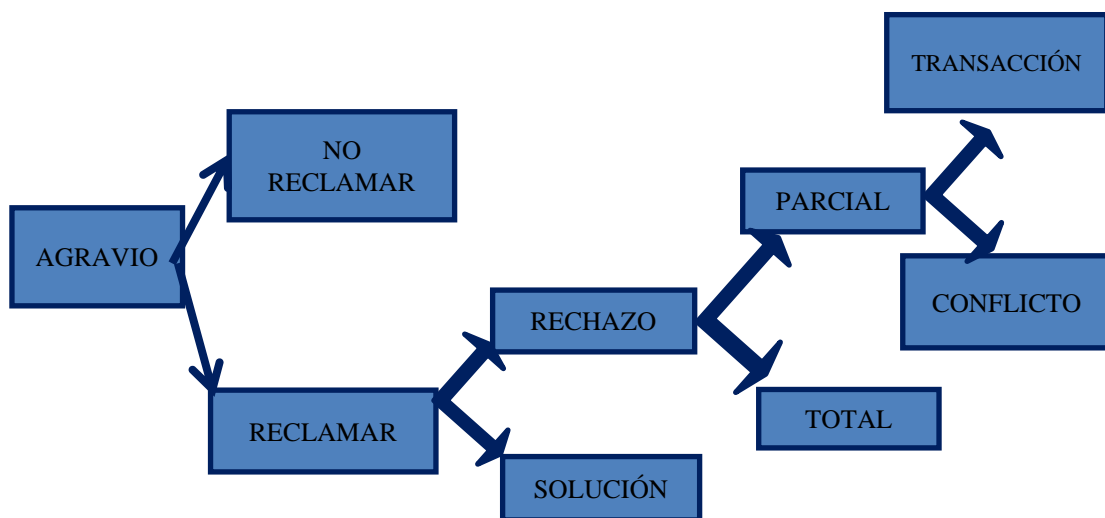 TRANSACCIÓN
NO
RECLAMAR
PARCIAL
AGRAVIO
CONFLICTO
RECHAZO
TOTAL
RECLAMAR
SOLUCIÓN